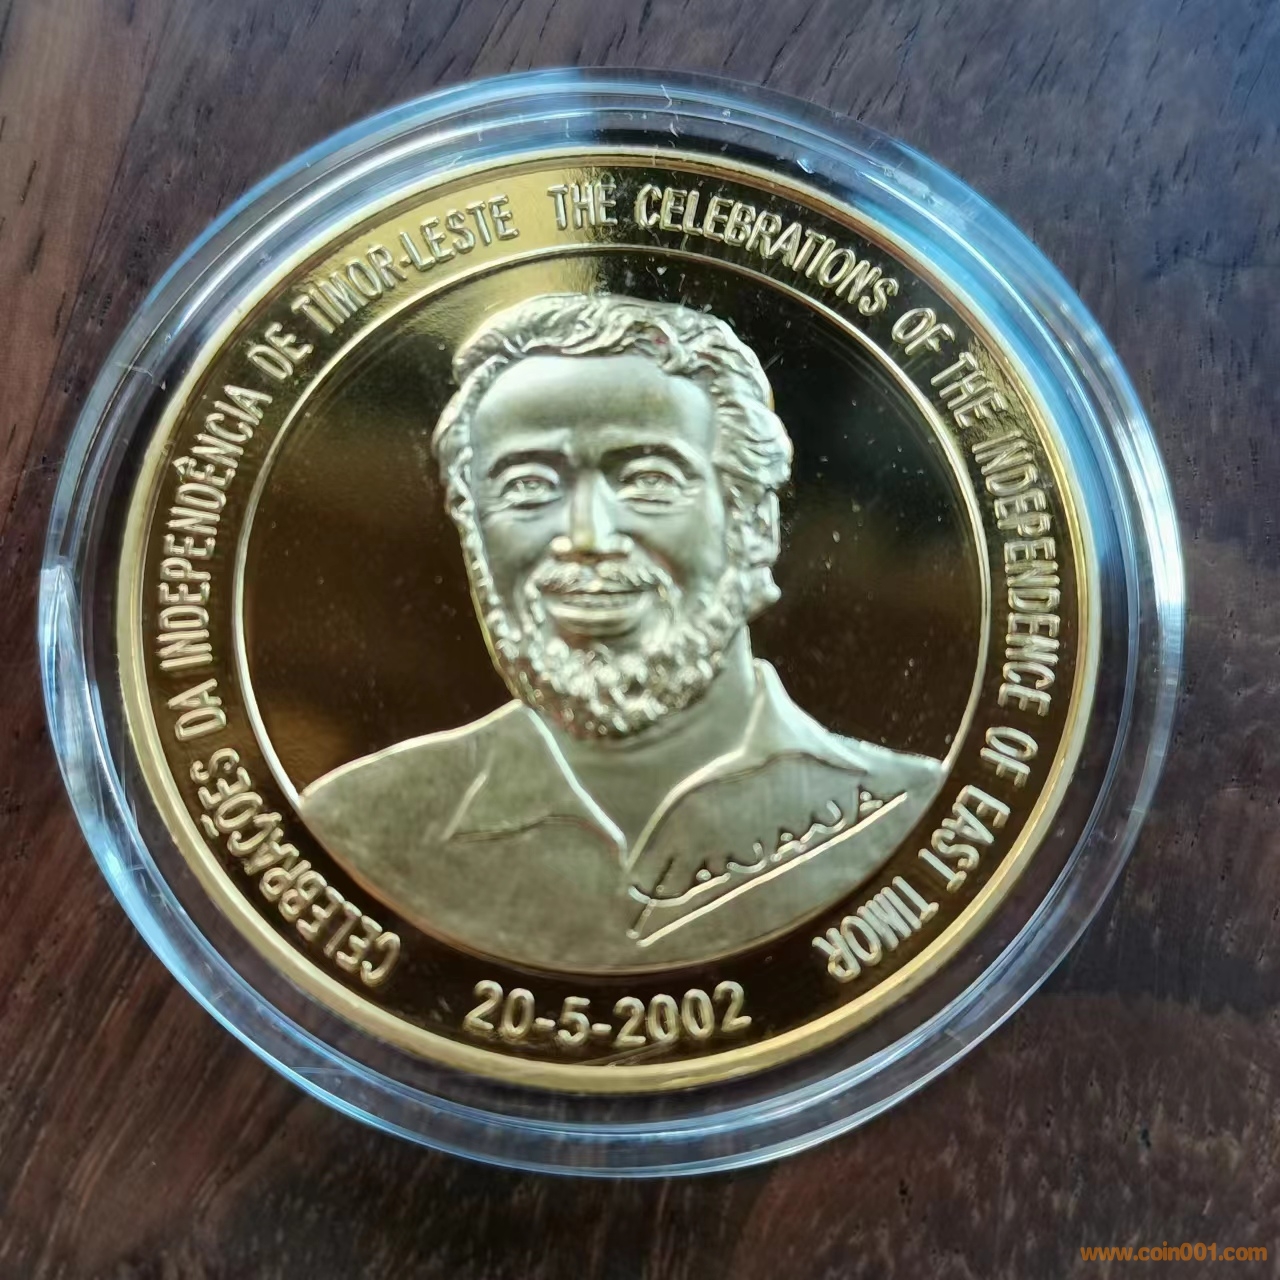 CELEBRAÇÕES DA INDEPENDÊNCIA DE TIMOR-LESTE
THE CELEBRATIONS OF THE INDEPENDENCE OF EAST TIMOR
Xanana
20-5-2002
www.coin001.com